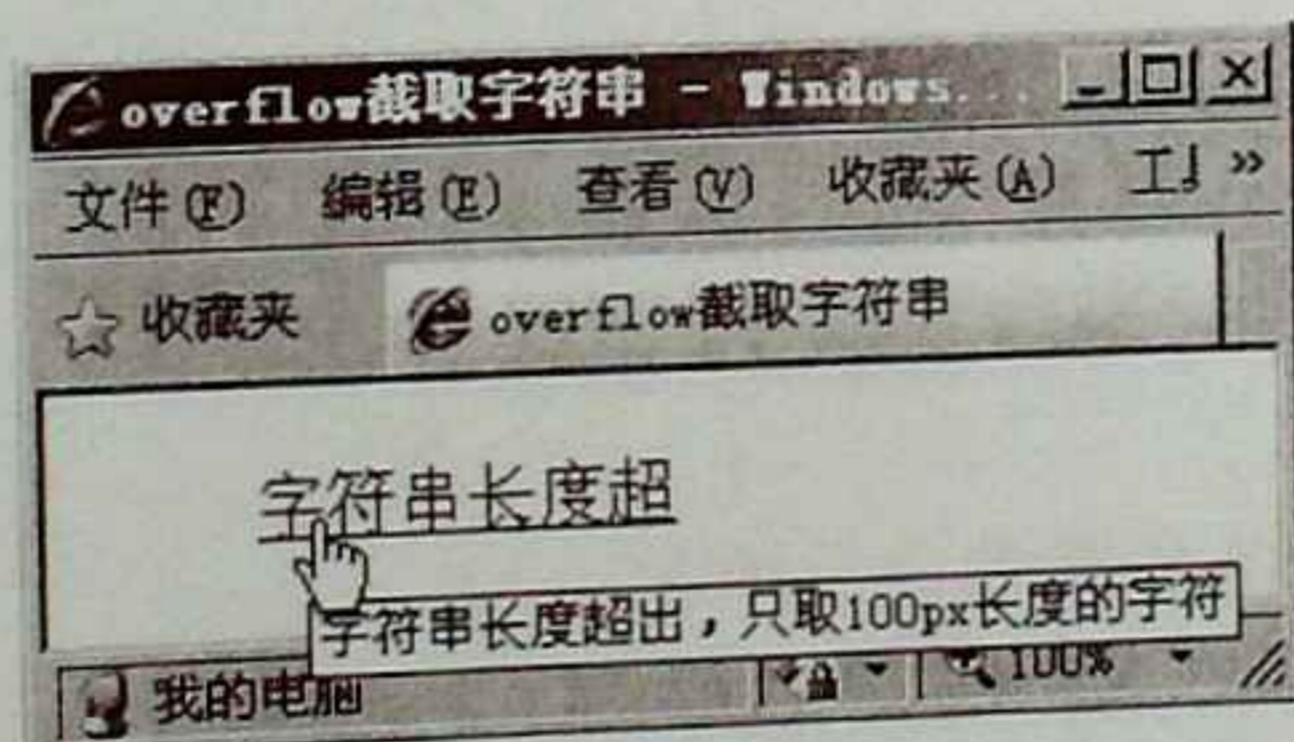 overflow截取字符串 - Windows...
文件(F) 编辑(E) 查看(V) 收藏夹(A) »
收藏夹 overflow截取字符串
字符串长度超
字符串长度超出，只取100px长度的字符
我的电脑 100%